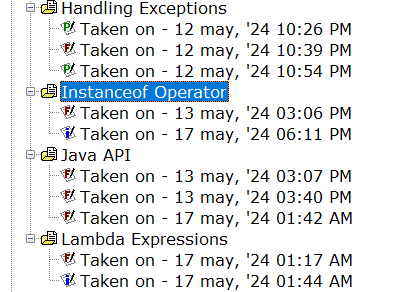 Handling Exceptions
P Taken on - 12 may, '24 10:26 PM
F Taken on - 12 may, '24 10:39 PM
P Taken on - 12 may, '24 10:54 PM
Instanceof Operator
F Taken on - 13 may, '24 03:06 PM
i Taken on - 17 may, '24 06:11 PM
Java API
F Taken on - 13 may, '24 03:07 PM
F Taken on - 13 may, '24 03:40 PM
F Taken on - 17 may, '24 01:42 AM
Lambda Expressions
F Taken on - 17 may, '24 01:17 AM
i Taken on - 17 may, '24 01:44 AM